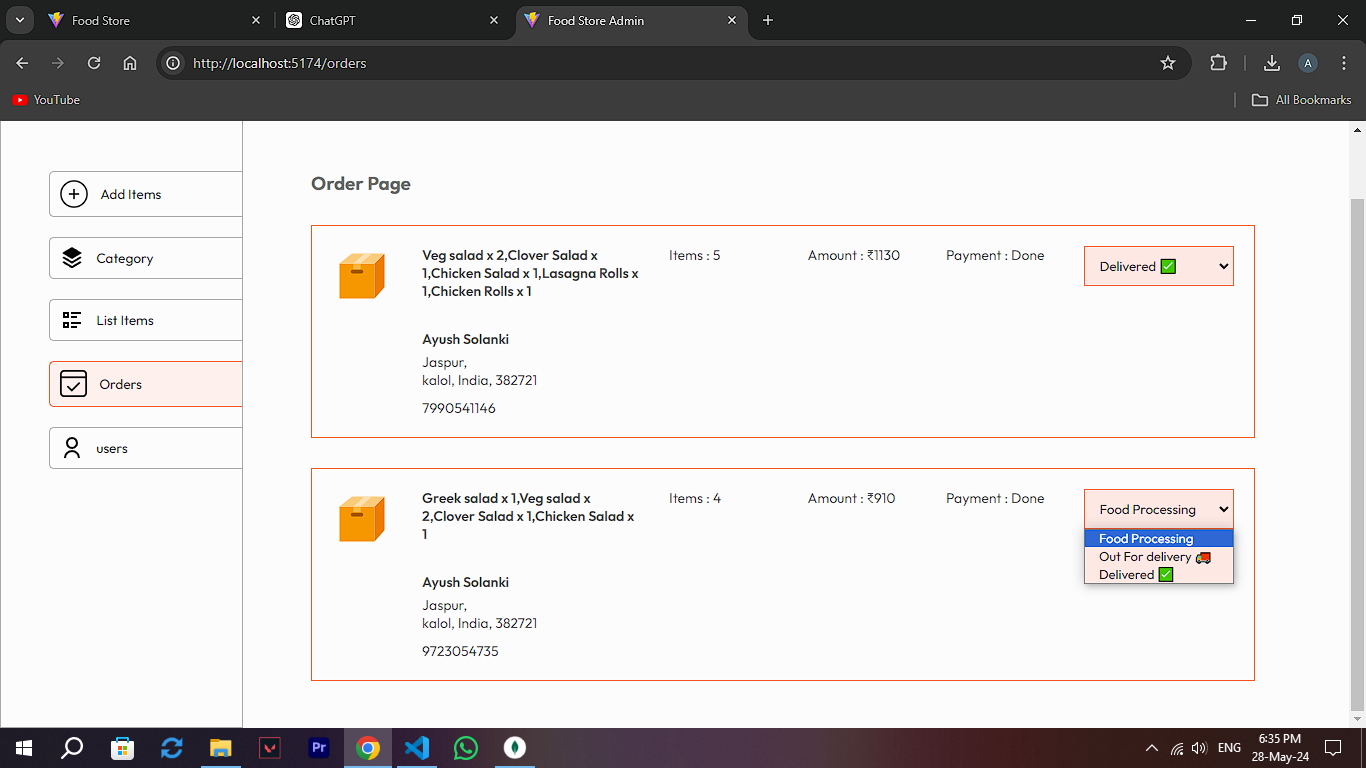 Food Store
ChatGPT
Food Store Admin
http://localhost:5174/orders
A
YouTube
All Bookmarks
Add Items
Category
List Items
Orders
users
Order Page
Veg salad x 2,Clover Salad x
1,Chicken Salad x 1,Lasagna Rolls x
1,Chicken Rolls x 1
Items : 5
Amount : ₹1130
Payment : Done
Delivered ✅
Ayush Solanki
Jaspur,
kalol, India, 382721
7990541146
Greek salad x 1,Veg salad x
2,Clover Salad x 1,Chicken Salad x
1
Items : 4
Amount : ₹910
Payment : Done
Food Processing
Food Processing
Out For delivery 🚚
Delivered ✅
Ayush Solanki
Jaspur,
kalol, India, 382721
9723054735
Pr
ENG
6:35 PM
28-May-24